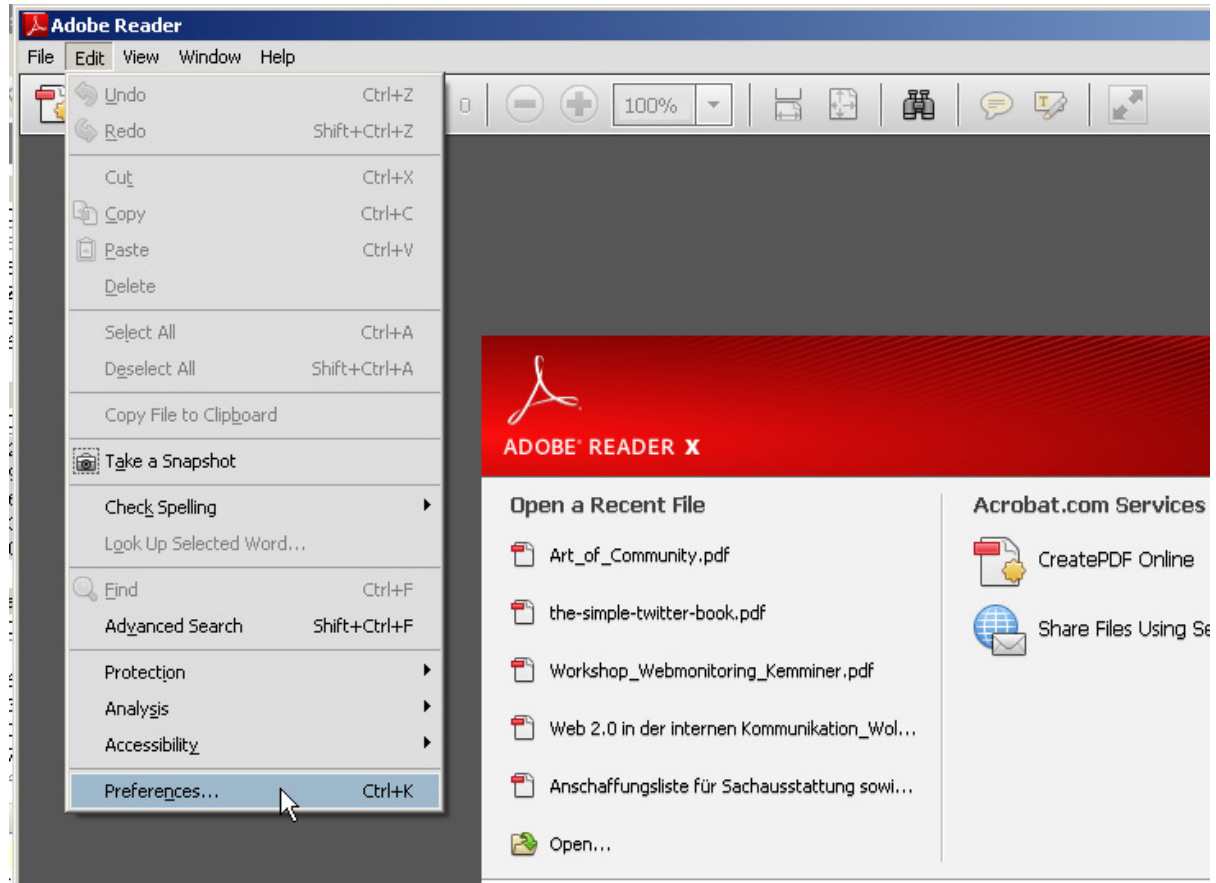 Adobe Reader
File Edit View Window Help
Undo Ctrl+Z
Redo Shift+Ctrl+Z
Cut Ctrl+X
Copy Ctrl+C
Paste Ctrl+V
Delete
Select All Ctrl+A
Deselect All Shift+Ctrl+A
Copy File to Clipboard
Take a Snapshot
Check Spelling
Look Up Selected Word...
Find Ctrl+F
Advanced Search Shift+Ctrl+F
Protection
Analysis
Accessibility
Preferences... Ctrl+K
0 100%
ADOBE® READER X
Open a Recent File
Art_of_Community.pdf
the-simple-twitter-book.pdf
Workshop_Webmonitoring_Kemminer.pdf
Web 2.0 in der internen Kommunikation_Wol...
Anschaffungsliste für Sachausstattung sowi...
Open...
Acrobat.com Services
CreatePDF Online
Share Files Using Se